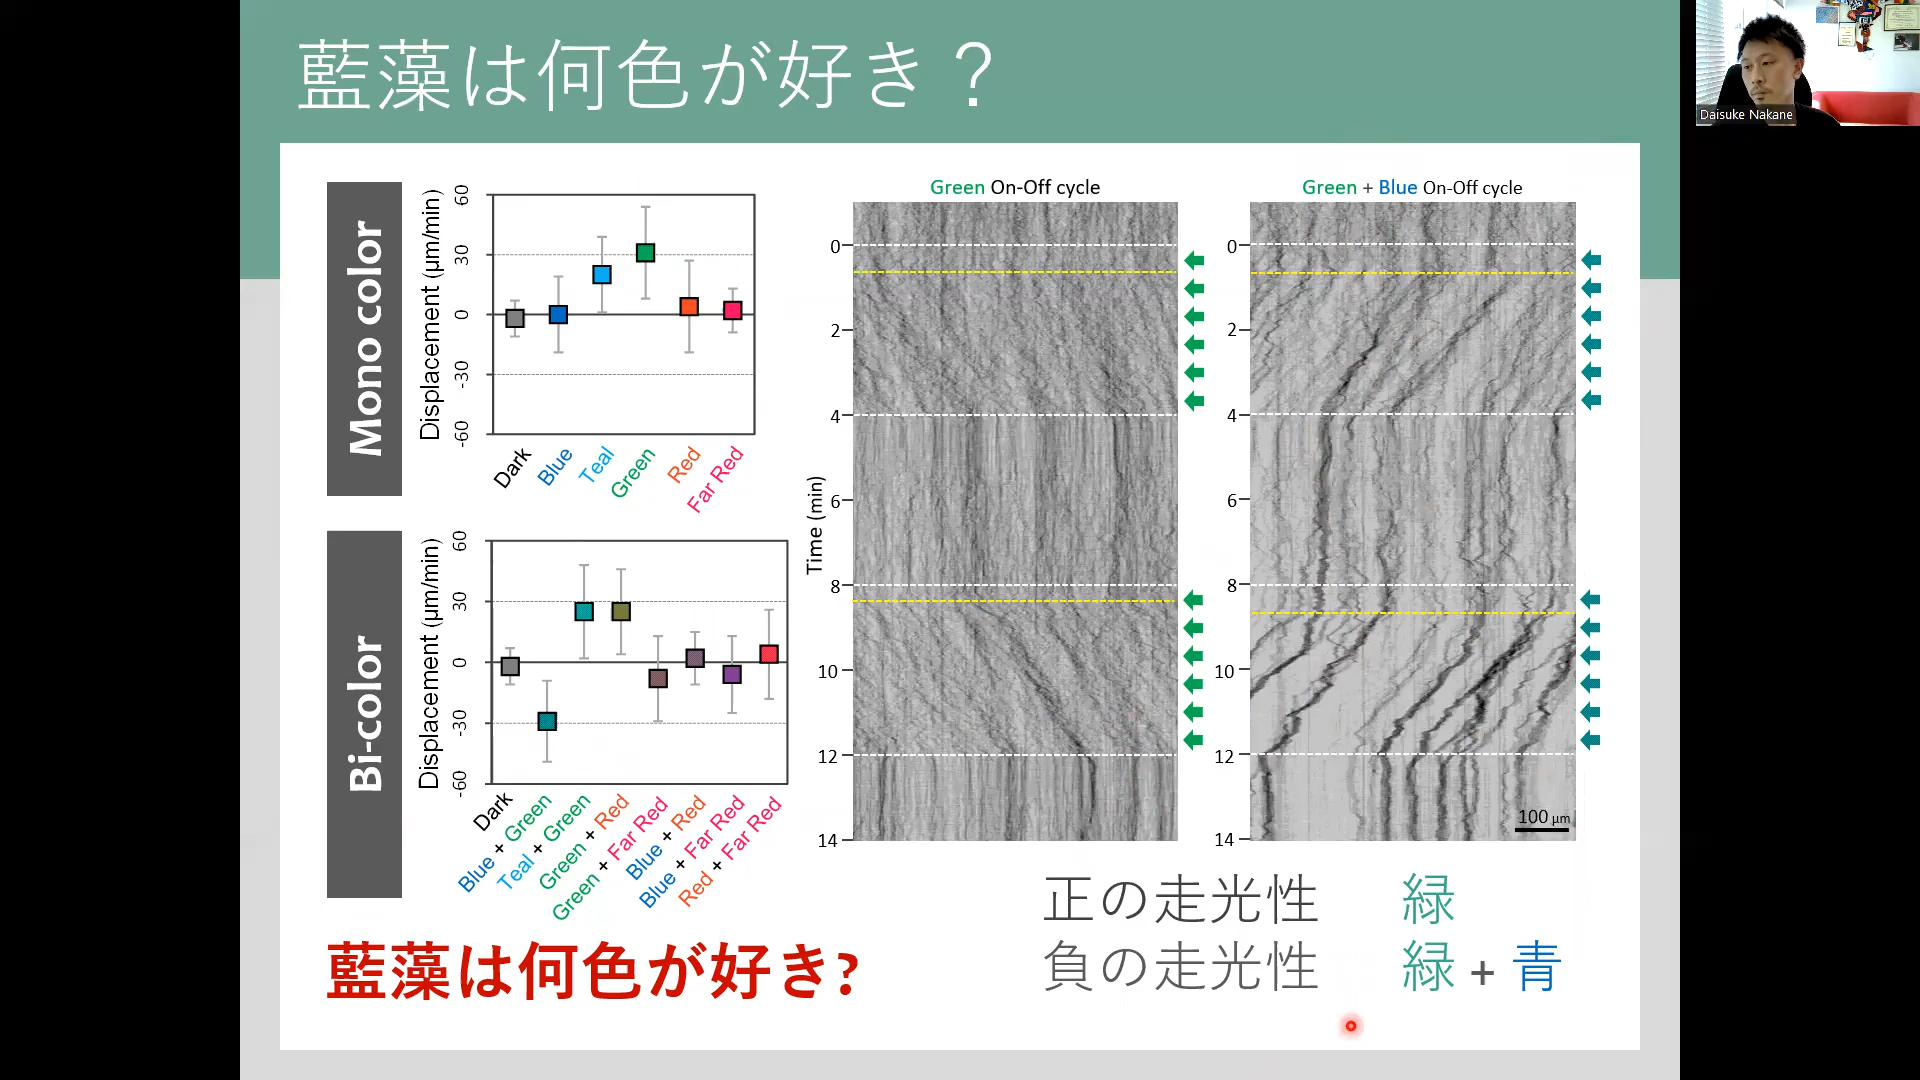 藍藻は何色が好き？
Daisuke Nakane
Mono color
Displacement (μm/min)
60
30
0
-30
-60
Dark
Blue
Teal
Green
Red
Far Red
Bi-color
Displacement (μm/min)
60
30
0
-30
-60
Dark
Blue + Green
Teal + Green
Green + Red
Green + Far Red
Blue + Red
Blue + Far Red
Red + Far Red
Green On-Off cycle
Time (min)
0
2
4
6
8
10
12
14
Green + Blue On-Off cycle
0
2
4
6
8
10
12
14
100 μm
正の走光性 緑
負の走光性 緑 + 青
藍藻は何色が好き?